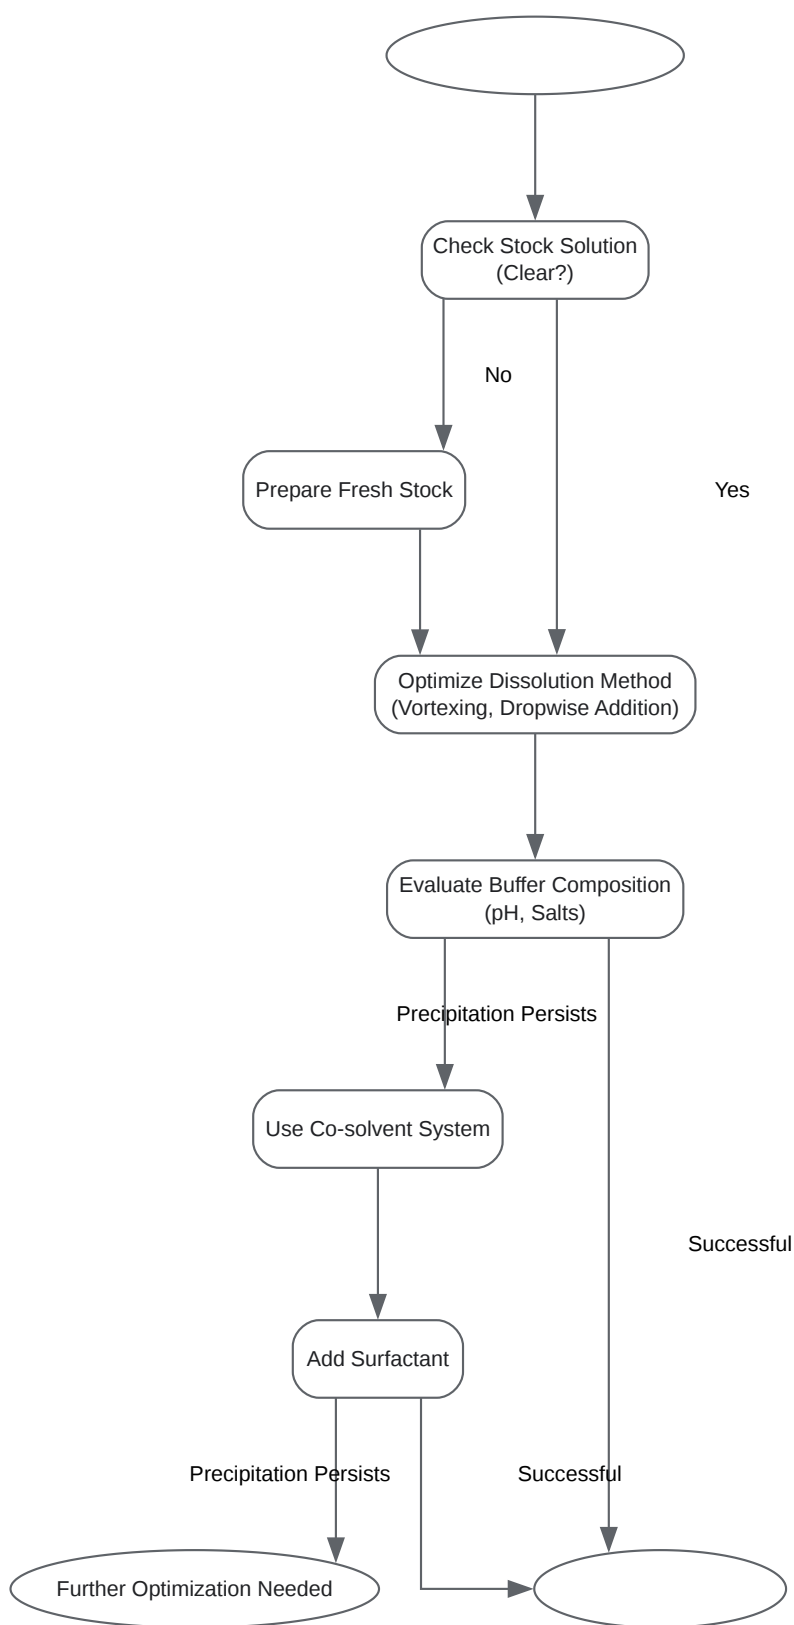 Check Stock Solution
(Clear?)
No
Prepare Fresh Stock
Yes
Optimize Dissolution Method
(Vortexing, Dropwise Addition)
Evaluate Buffer Composition
(pH, Salts)
Precipitation Persists
Use Co-solvent System
Successful
Add Surfactant
Precipitation Persists
Successful
Further Optimization Needed